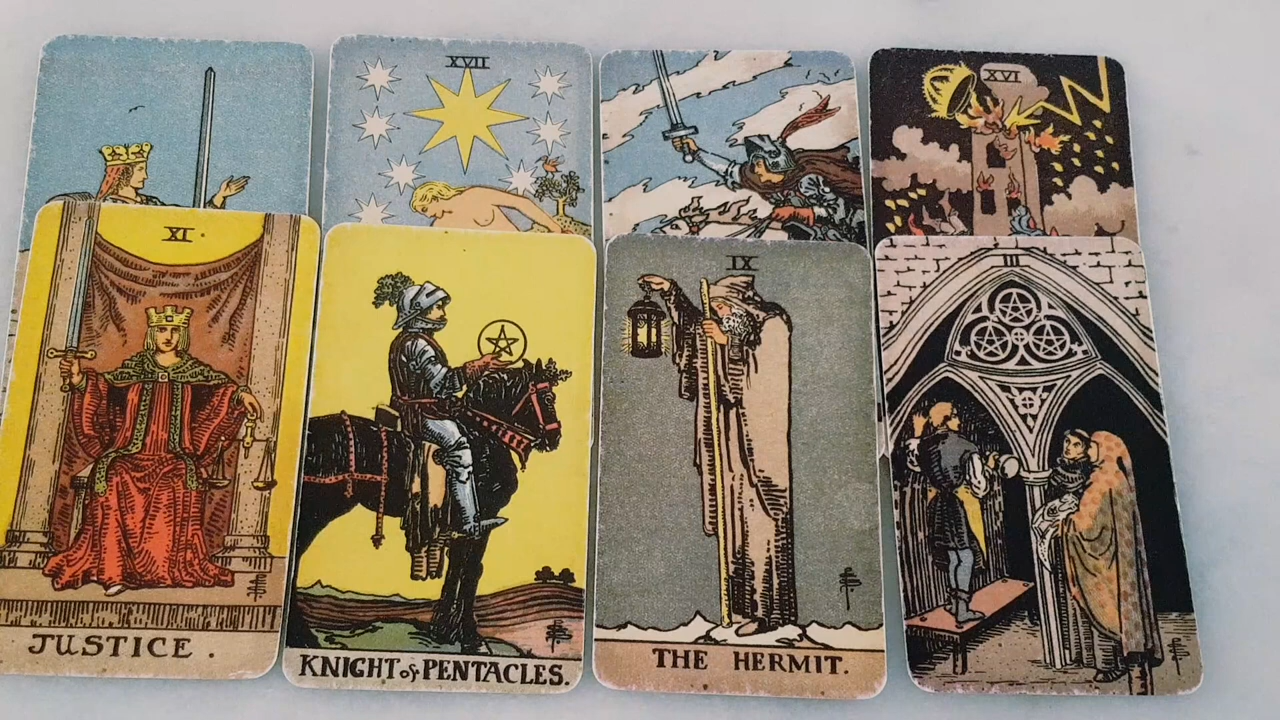 XVII
XVI
XI.
IX
III
JUSTICE.
KNIGHT of PENTACLES.
THE HERMIT.